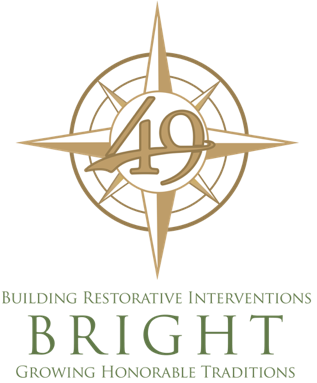 49
Building Restorative Interventions
BRIGHT
Growing Honorable Traditions